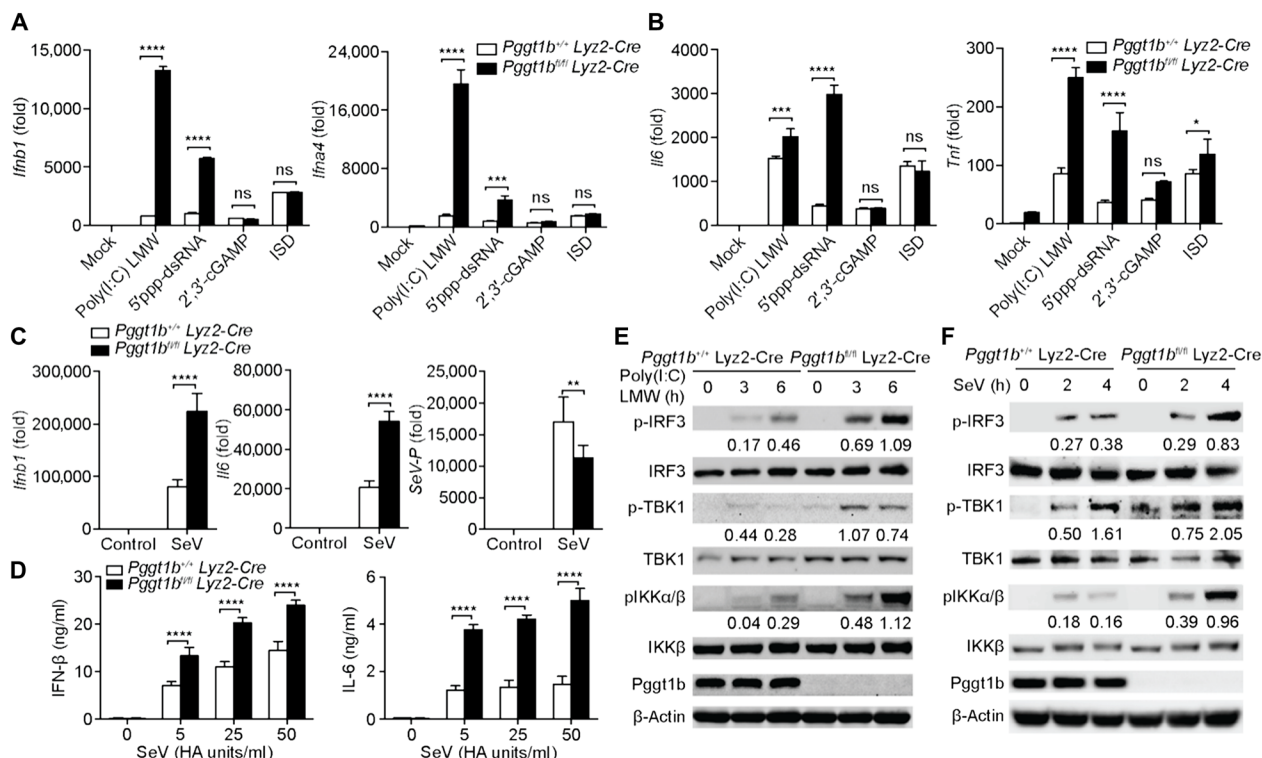 A
Pggt1b+/+ Lyz2-Cre
Pggt1bfl/fl Lyz2-Cre
Ifnb1 (fold)
15,000
10,000
5000
0
****
****
ns
ns
Mock
Poly(I:C) LMW
5'ppp-dsRNA
2',3'-cGAMP
ISD
Ifna4 (fold)
24,000
16,000
8000
0
****
***
ns
ns
Mock
Poly(I:C) LMW
5'ppp-dsRNA
2',3'-cGAMP
ISD
B
Pggt1b+/+ Lyz2-Cre
Pggt1bfl/fl Lyz2-Cre
Il6 (fold)
4000
3000
2000
1000
0
***
****
ns
ns
Mock
Poly(I:C) LMW
5'ppp-dsRNA
2',3'-cGAMP
ISD
Tnf (fold)
300
200
100
0
****
****
ns
*
Mock
Poly(I:C) LMW
5'ppp-dsRNA
2',3'-cGAMP
ISD
C
Pggt1b+/+ Lyz2-Cre
Pggt1bfl/fl Lyz2-Cre
Ifnb1 (fold)
300,000
200,000
100,000
0
****
Control SeV
Il6 (fold)
80,000
60,000
40,000
20,000
0
****
Control SeV
SeV-P (fold)
25,000
20,000
15,000
10,000
5000
0
**
Control SeV
D
Pggt1b+/+ Lyz2-Cre
Pggt1bfl/fl Lyz2-Cre
IFN-β (ng/ml)
30
20
10
0
****
****
****
0 5 25 50
SeV (HA units/ml)
IL-6 (ng/ml)
6
4
2
0
****
****
****
0 5 25 50
SeV (HA units/ml)
E
Pggt1b+/+ Lyz2-Cre Pggt1bfl/fl Lyz2-Cre
Poly(I:C)
LMW (h) 0 3 6 0 3 6
p-IRF3
0.17 0.46 0.69 1.09
IRF3
p-TBK1
0.44 0.28 1.07 0.74
TBK1
pIKKα/β
0.04 0.29 0.48 1.12
IKKβ
Pggt1b
β-Actin
F
Pggt1b+/+ Lyz2-Cre Pggt1bfl/fl Lyz2-Cre
SeV (h) 0 2 4 0 2 4
p-IRF3
0.27 0.38 0.29 0.83
IRF3
p-TBK1
0.50 1.61 0.75 2.05
TBK1
pIKKα/β
0.18 0.16 0.39 0.96
IKKβ
Pggt1b
β-Actin